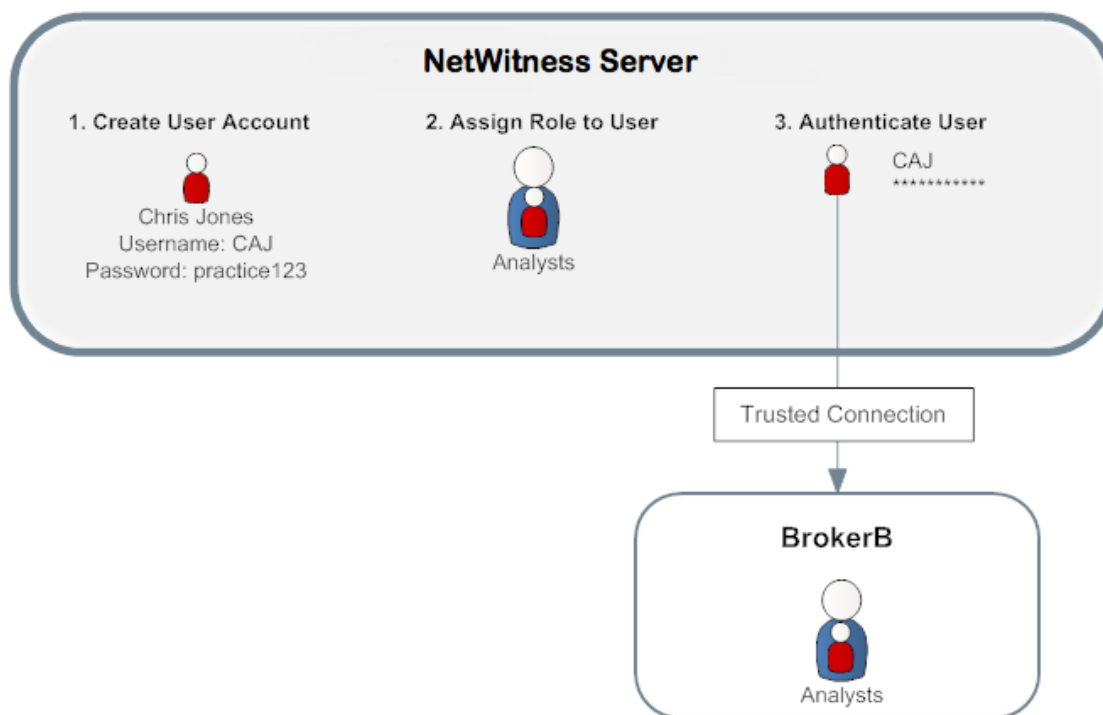 NetWitness Server
1. Create User Account
Chris Jones
Username: CAJ
Password: practice123
2. Assign Role to User
Analysts
3. Authenticate User
CAJ
***********
Trusted Connection
BrokerB
Analysts